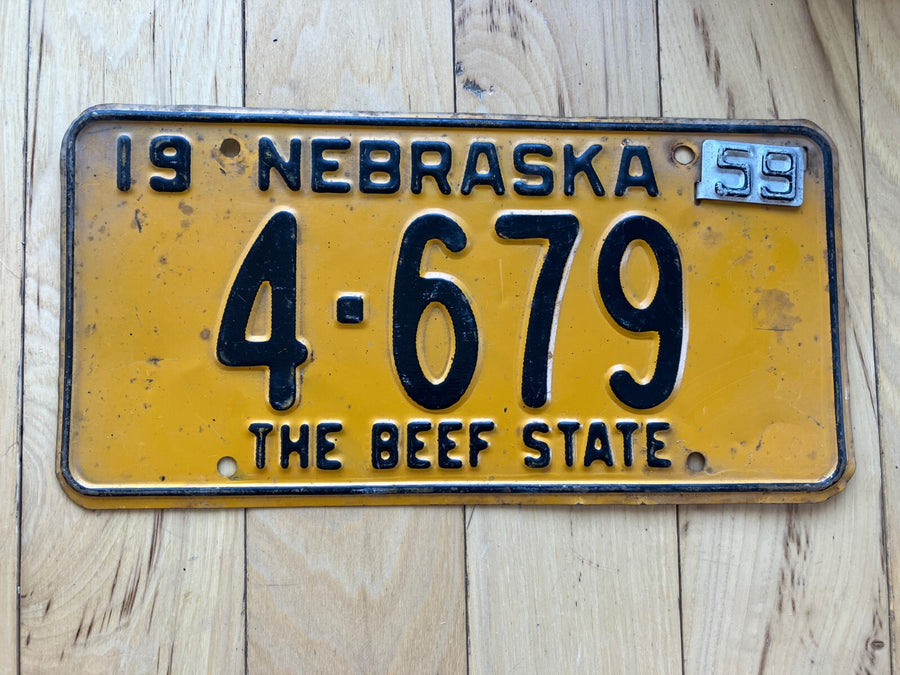 19 NEBRASKA 59
4-679
THE BEEF STATE